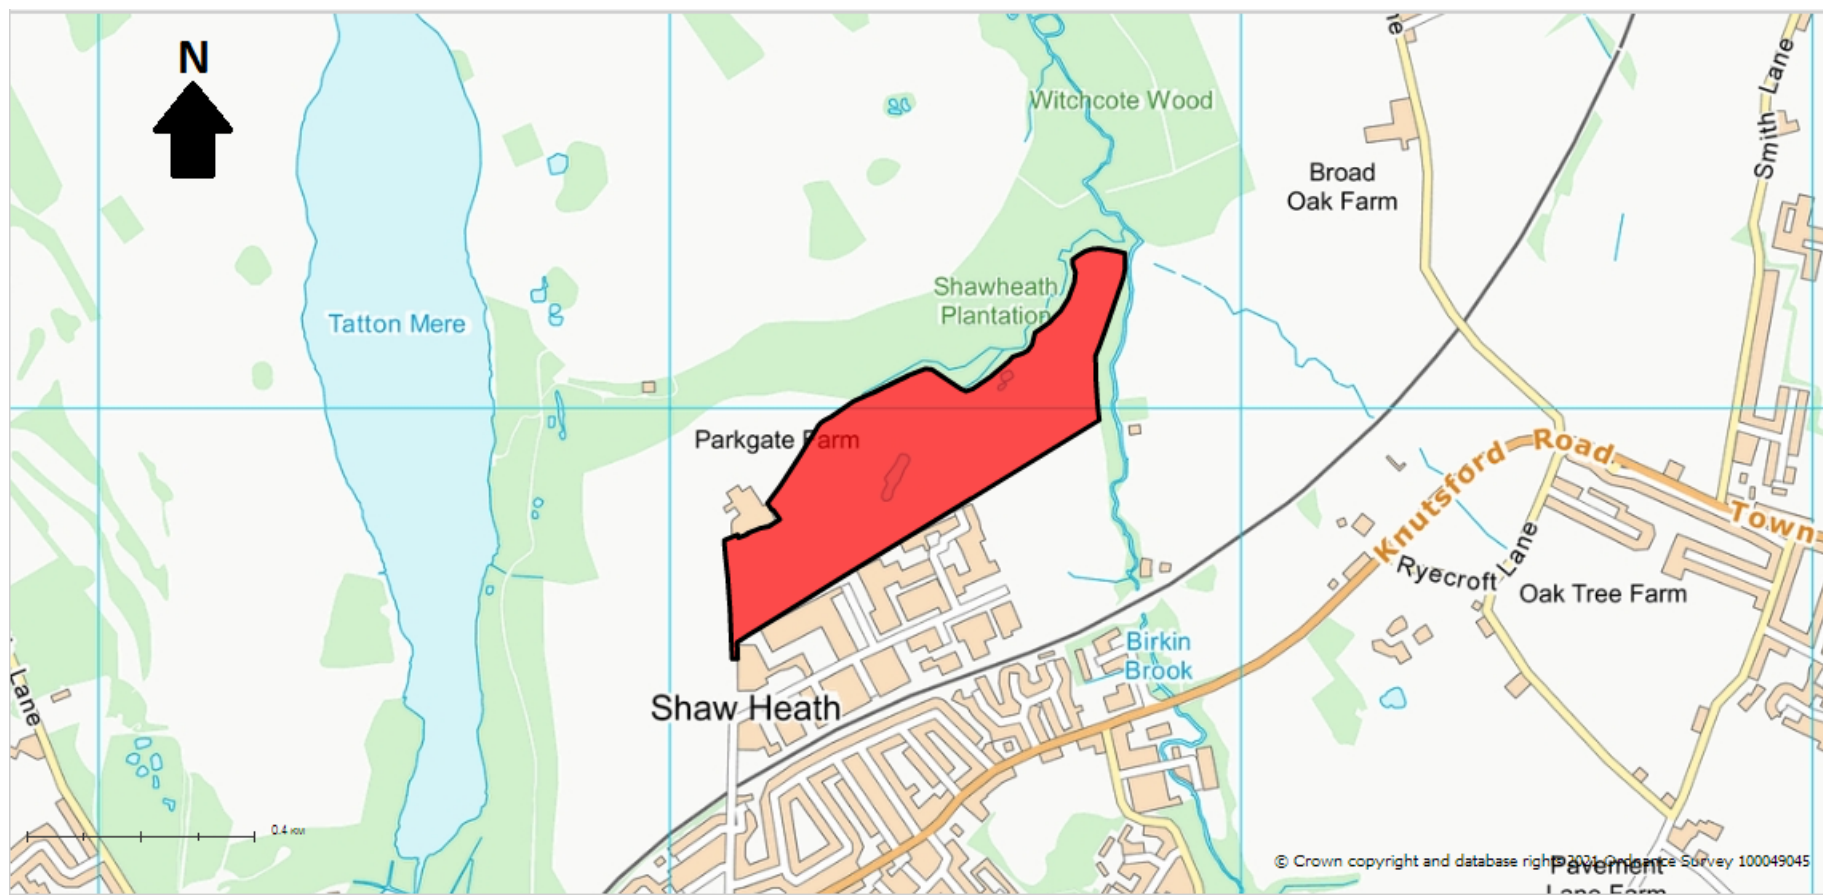 N
ne
Smith Lane
Witchcote Wood
Broad
Oak Farm
Shawheath
Plantation
Tatton Mere
Parkgate Farm
Knutsford Road
Town
Ryecroft Lane
Oak Tree Farm
Birkin
Brook
Lane
Shaw Heath
0.4 KM
© Crown copyright and database rights 2021 Ordnance Survey 100049045
Pavement
Lane Farm